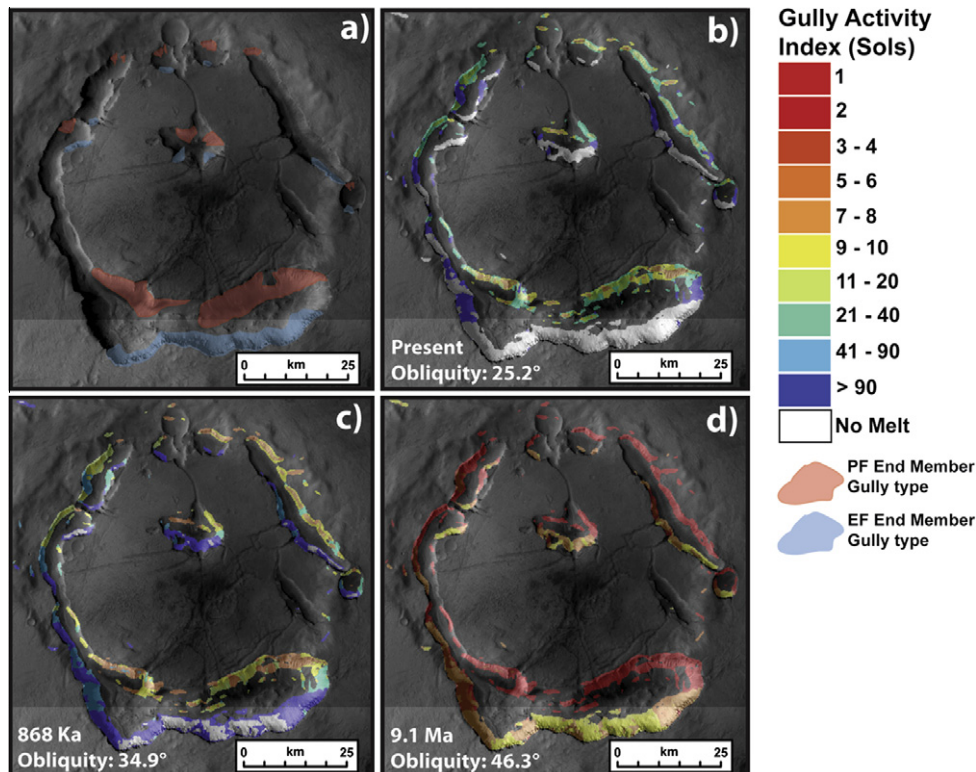 a)
b)
Present
Obliquity: 25.2°
c)
868 Ka
Obliquity: 34.9°
d)
9.1 Ma
Obliquity: 46.3°
0 km 25
0 km 25
0 km 25
0 km 25
Gully Activity
Index (Sols)
1
2
3 - 4
5 - 6
7 - 8
9 - 10
11 - 20
21 - 40
41 - 90
> 90
No Melt
PF End Member
Gully type
EF End Member
Gully type